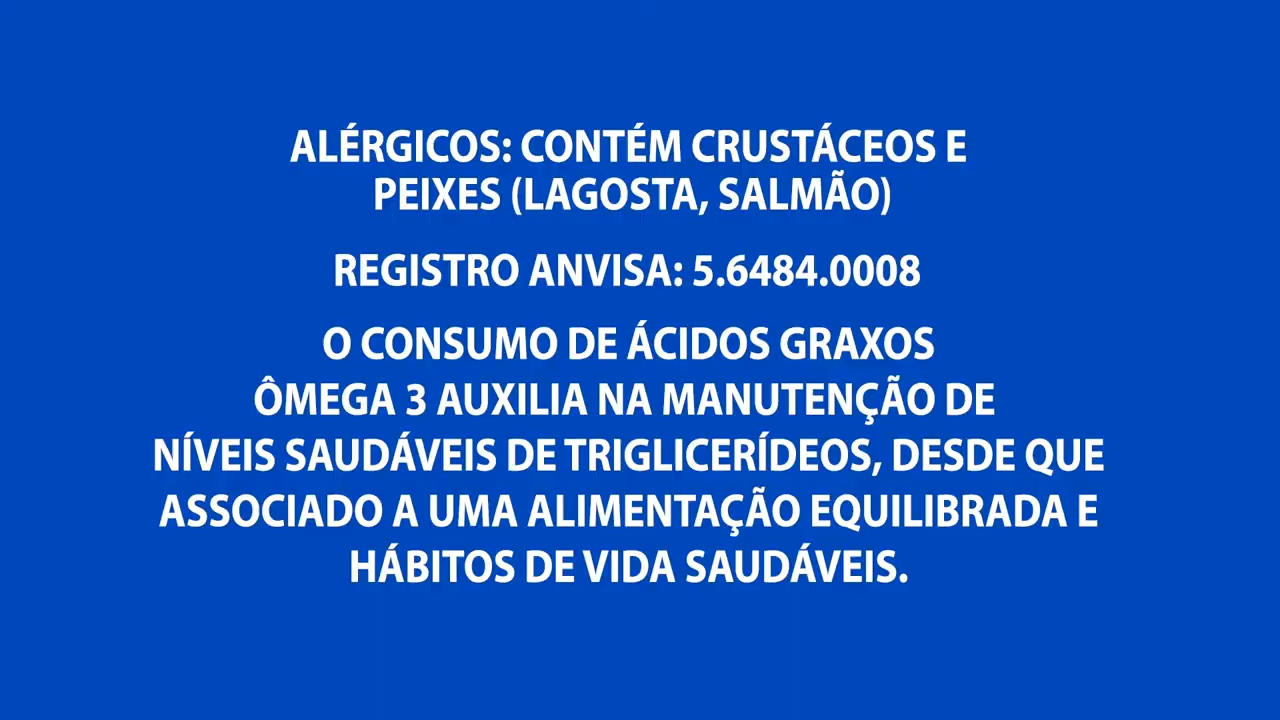 ALÉRGICOS: CONTÉM CRUSTÁCEOS E
PEIXES (LAGOSTA, SALMÃO)
REGISTRO ANVISA: 5.6484.0008
O CONSUMO DE ÁCIDOS GRAXOS
ÔMEGA 3 AUXILIA NA MANUTENÇÃO DE
NÍVEIS SAUDÁVEIS DE TRIGLICERÍDEOS, DESDE QUE
ASSOCIADO A UMA ALIMENTAÇÃO EQUILIBRADA E
HÁBITOS DE VIDA SAUDÁVEIS.